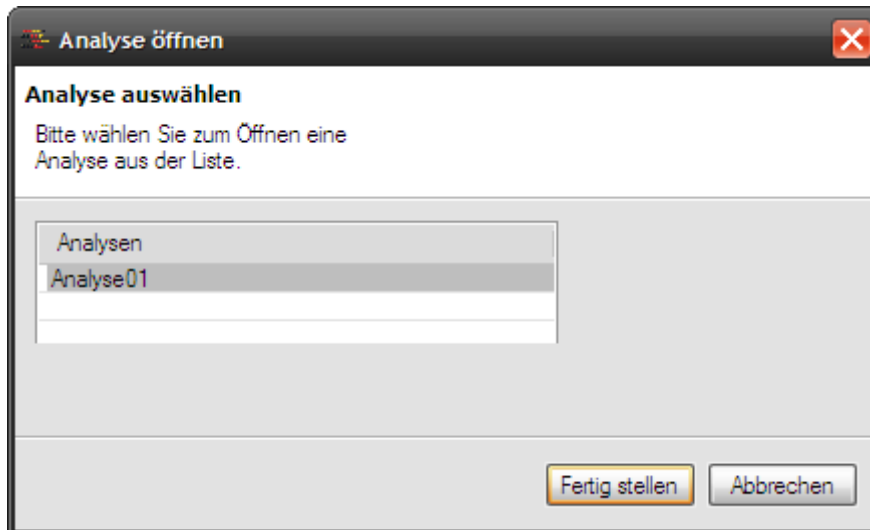 Analyse öffnen
Analyse auswählen
Bitte wählen Sie zum Öffnen eine
Analyse aus der Liste.
Analysen
Analyse01
Fertig stellen
Abbrechen